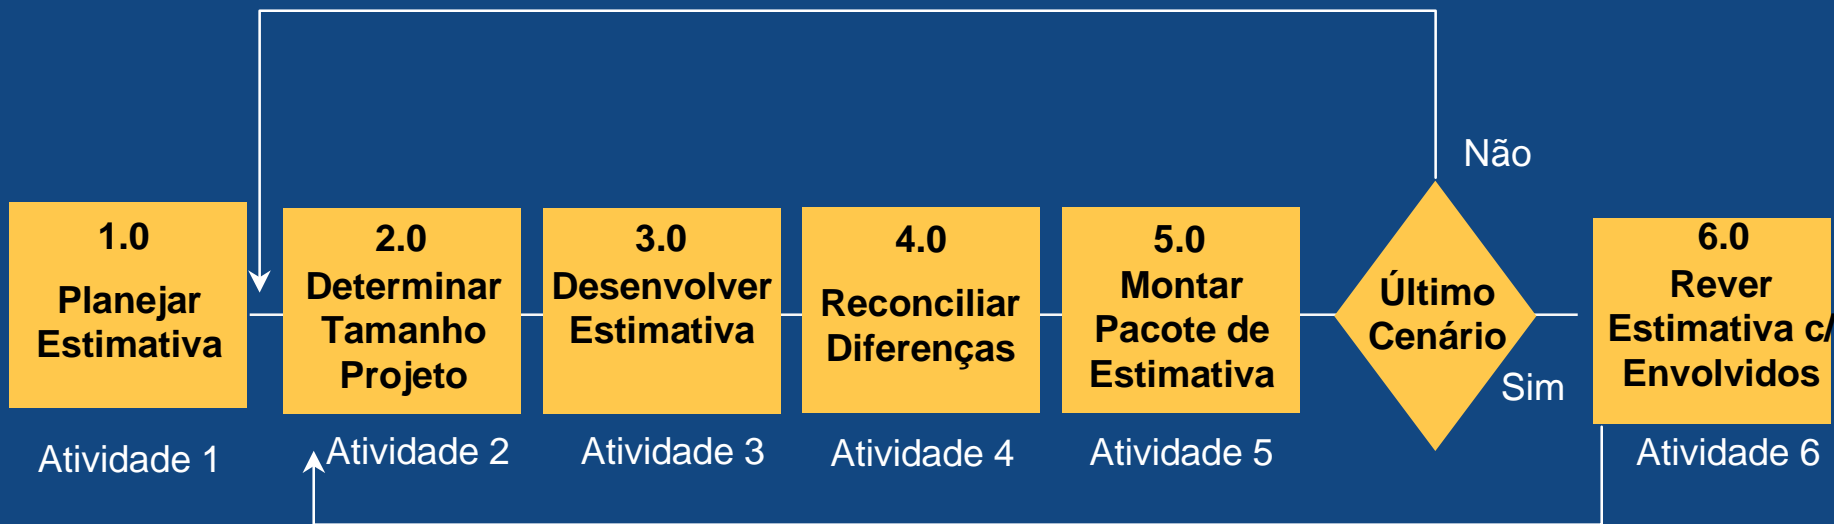 Não
1.0
Planejar
Estimativa
2.0
Determinar
Tamanho
Projeto
3.0
Desenvolver
Estimativa
4.0
Reconciliar
Diferenças
5.0
Montar
Pacote de
Estimativa
Último
Cenário
Sim
6.0
Rever
Estimativa c/
Envolvidos
Atividade 1
Atividade 2
Atividade 3
Atividade 4
Atividade 5
Atividade 6